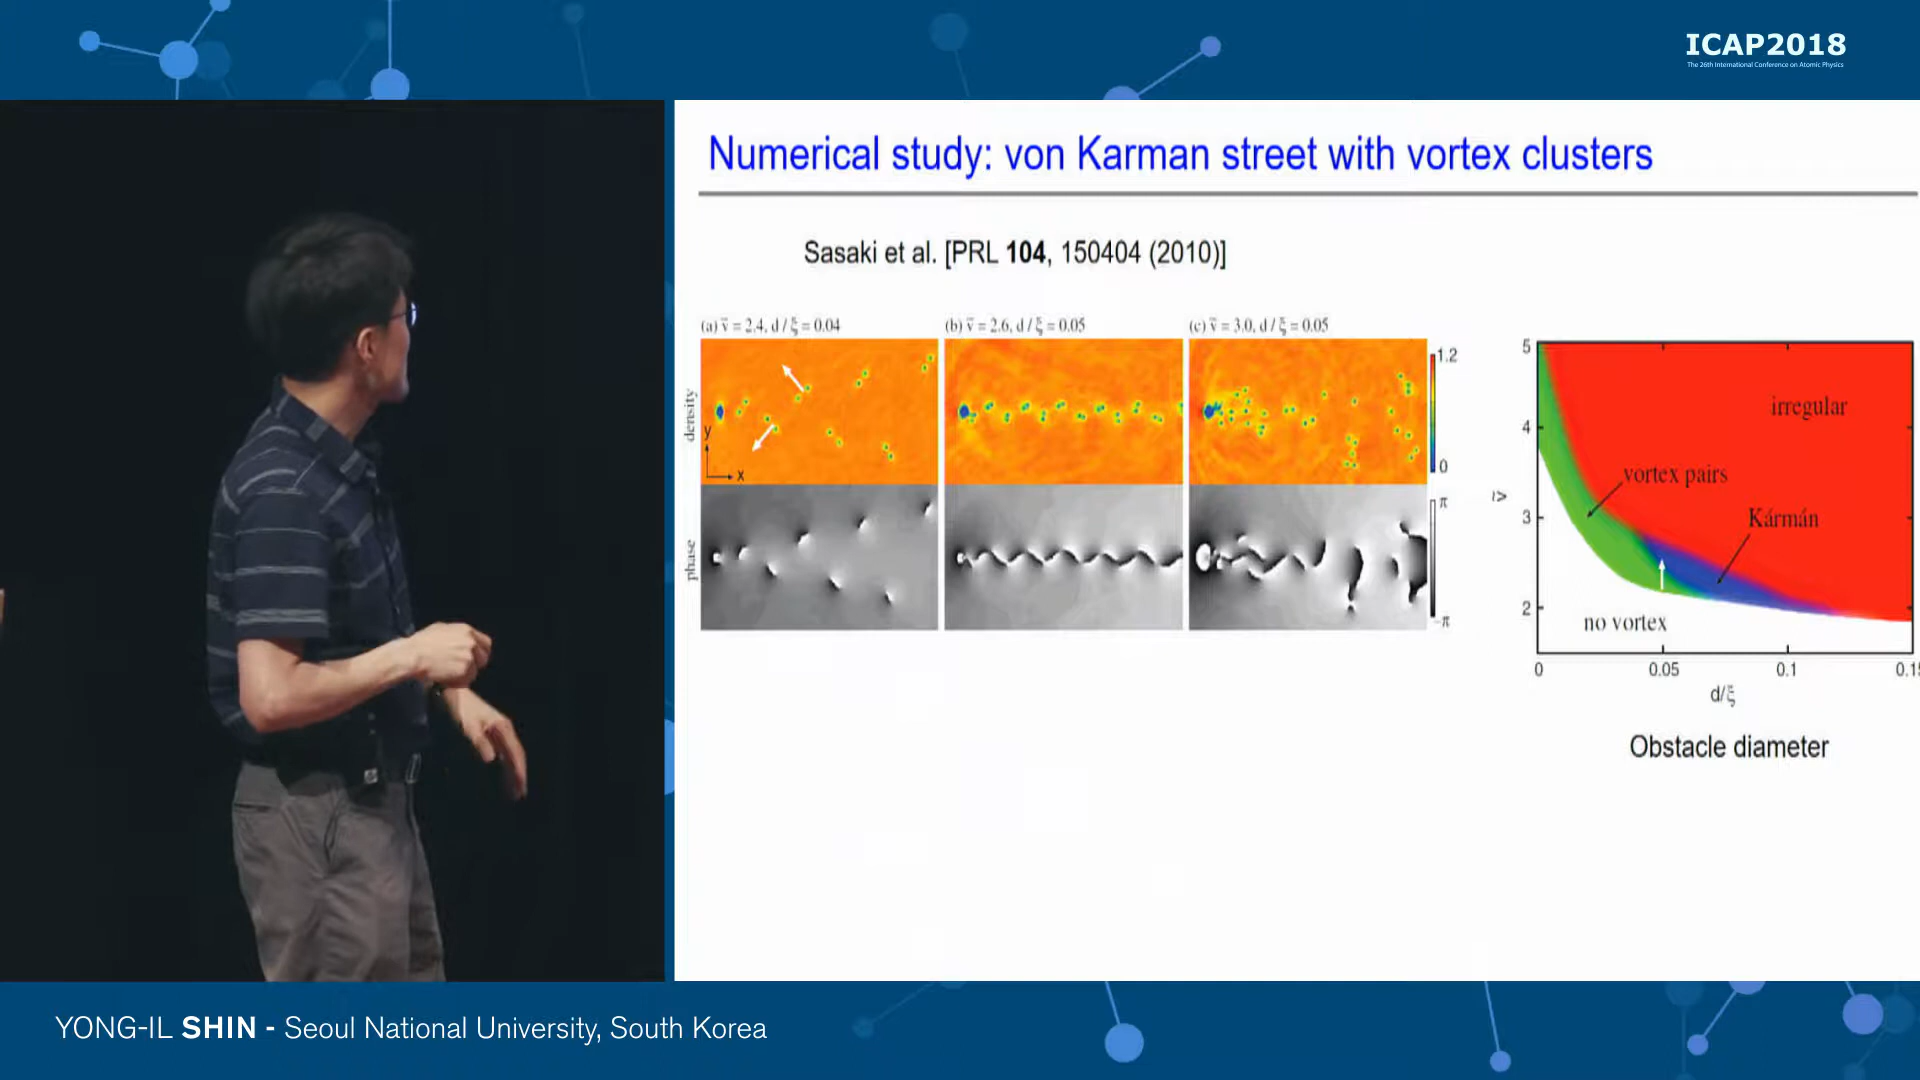 ICAP2018
The 26th International Conference on Atomic Physics
Numerical study: von Karman street with vortex clusters
Sasaki et al. [PRL 104, 150404 (2010)]
(a) ṽ = 2.4, d / ξ = 0.04
(b) ṽ = 2.6, d / ξ = 0.05
(c) ṽ = 3.0, d / ξ = 0.05
density
y
x
1.2
0
phase
π
-π
5
4
3
2
ṽ
irregular
vortex pairs
Kármán
no vortex
0
0.05
0.1
0.15
d/ξ
Obstacle diameter
YONG-IL SHIN - Seoul National University, South Korea